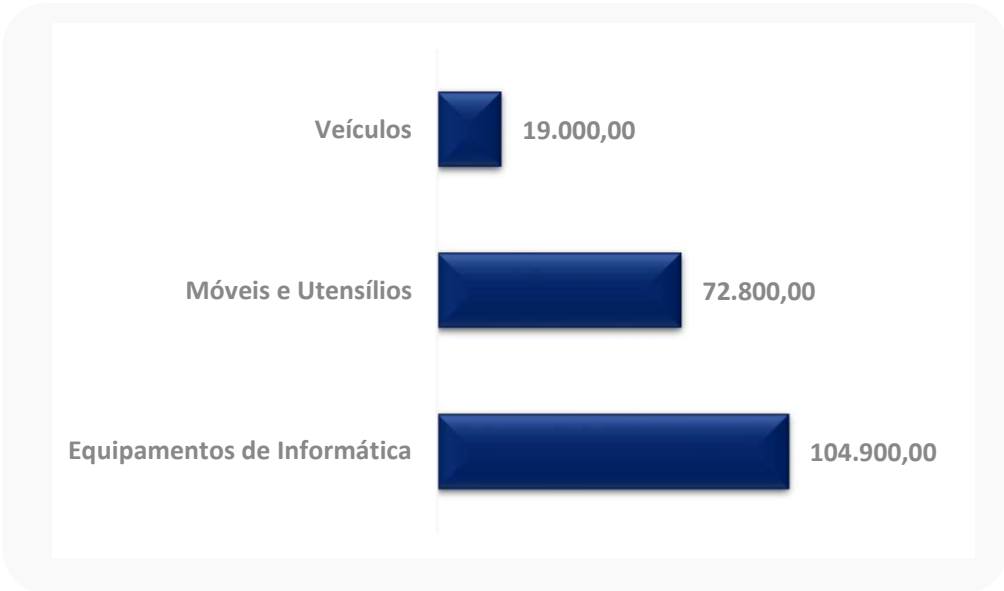 Veículos 19.000,00
Móveis e Utensílios 72.800,00
Equipamentos de Informática 104.900,00